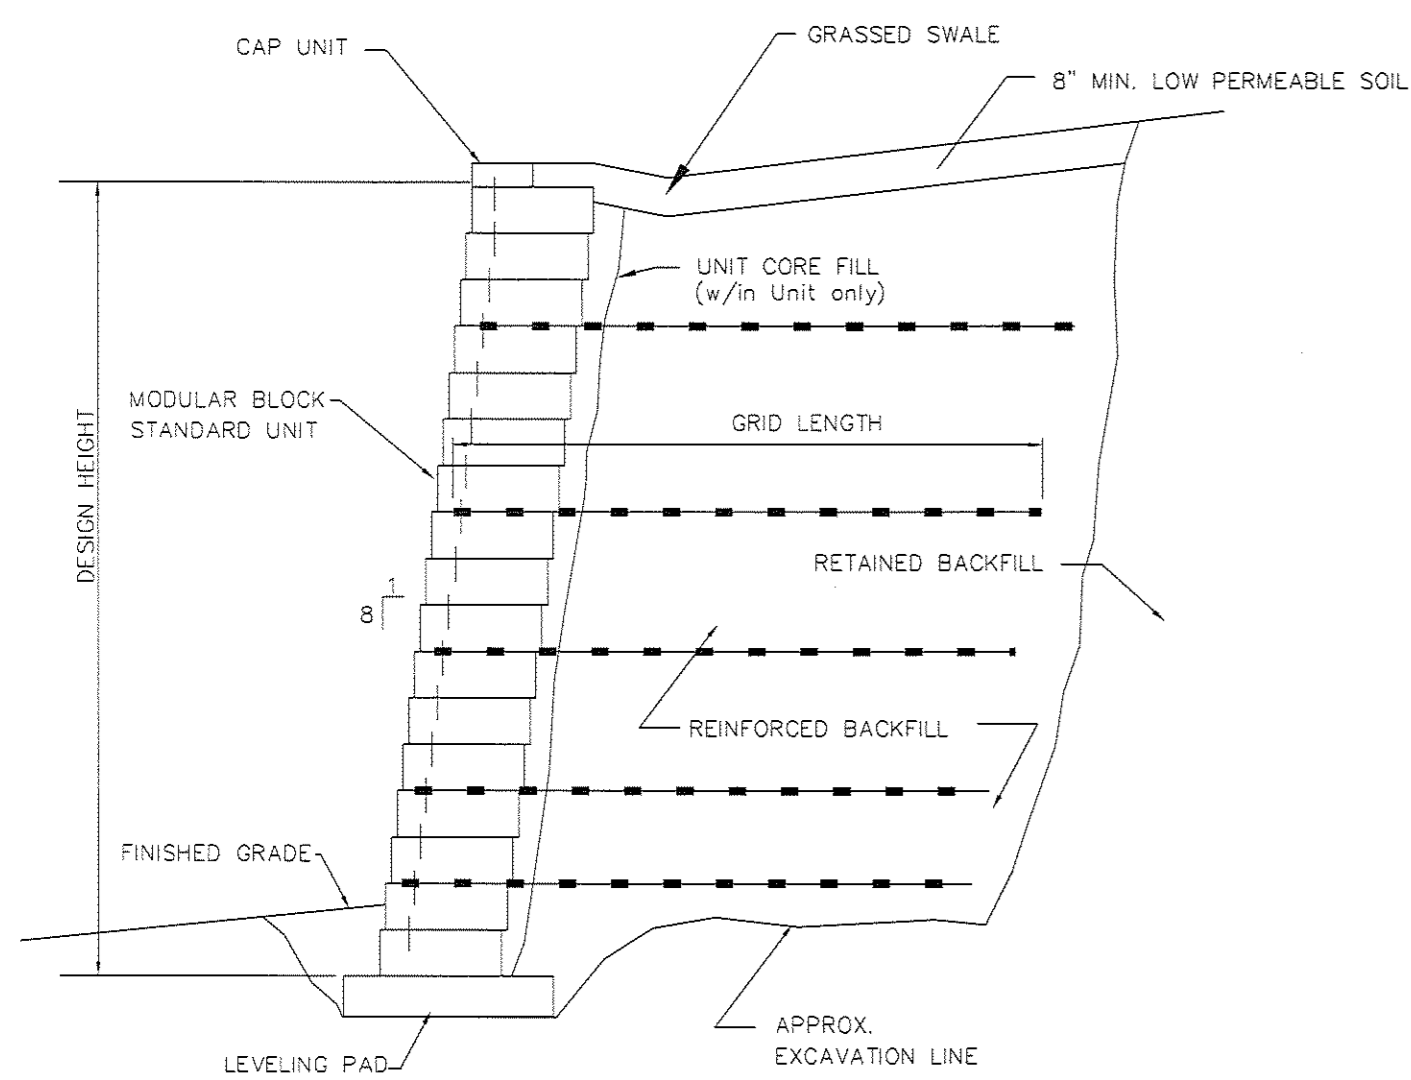 CAP UNIT
GRASSED SWALE
8" MIN. LOW PERMEABLE SOIL
UNIT CORE FILL
(w/in Unit only)
MODULAR BLOCK
STANDARD UNIT
GRID LENGTH
DESIGN HEIGHT
RETAINED BACKFILL
1
8
REINFORCED BACKFILL
FINISHED GRADE
APPROX.
EXCAVATION LINE
LEVELING PAD